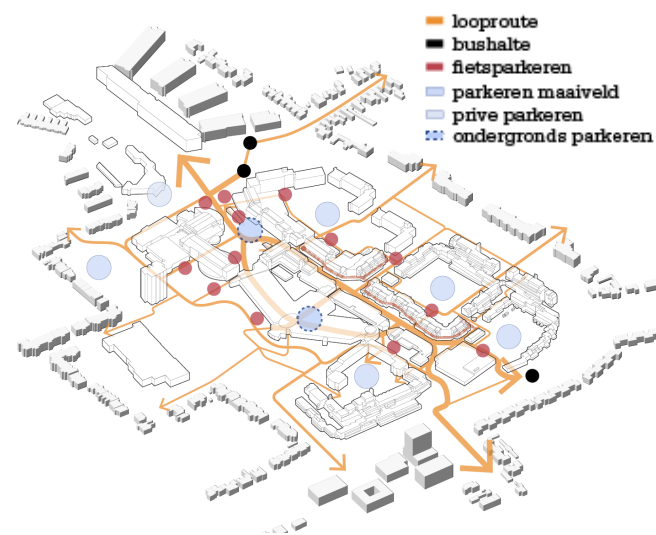 looproute
bushalte
fietsparkeren
parkeren maaiveld
prive parkeren
ondergronds parkeren